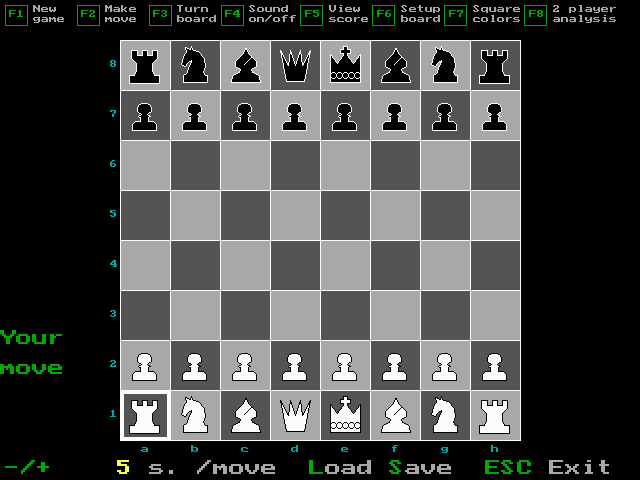 F1 New game F2 Make move F3 Turn board F4 Sound on/off F5 View score F6 Setup board F7 Square colors F8 2 player analysis
8
7
6
5
4
3
Your
move
2
1
a b c d e f g h
-/+ 5 s. /move Load Save ESC Exit